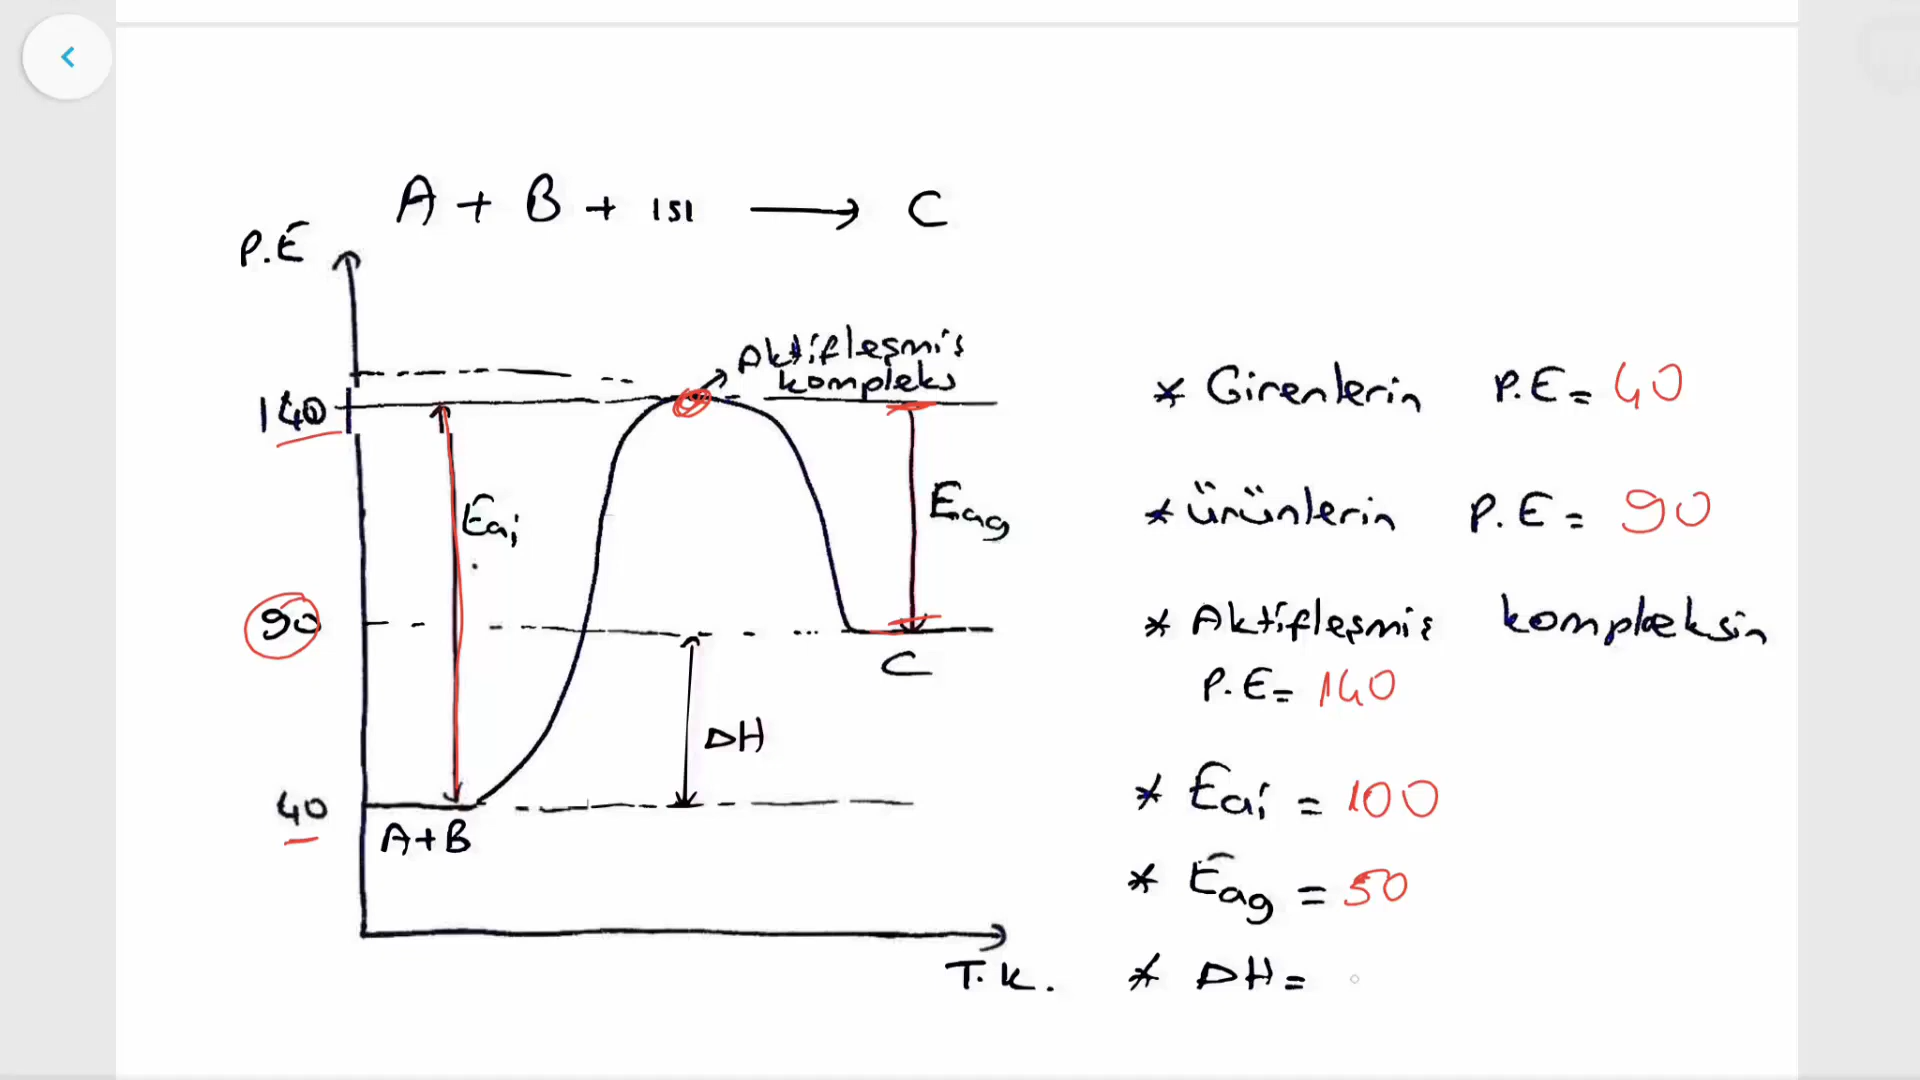 A + B + ısı → C
P.E
Aktifleşmiş
kompleks
140
Eai
Eag
90
C
ΔH
40
A+B
T.K.
* Girenlerin P.E = 40
* Ürünlerin P.E = 90
* Aktifleşmiş kompleksin
P.E = 140
* Eai = 100
* Eag = 50
* ΔH =